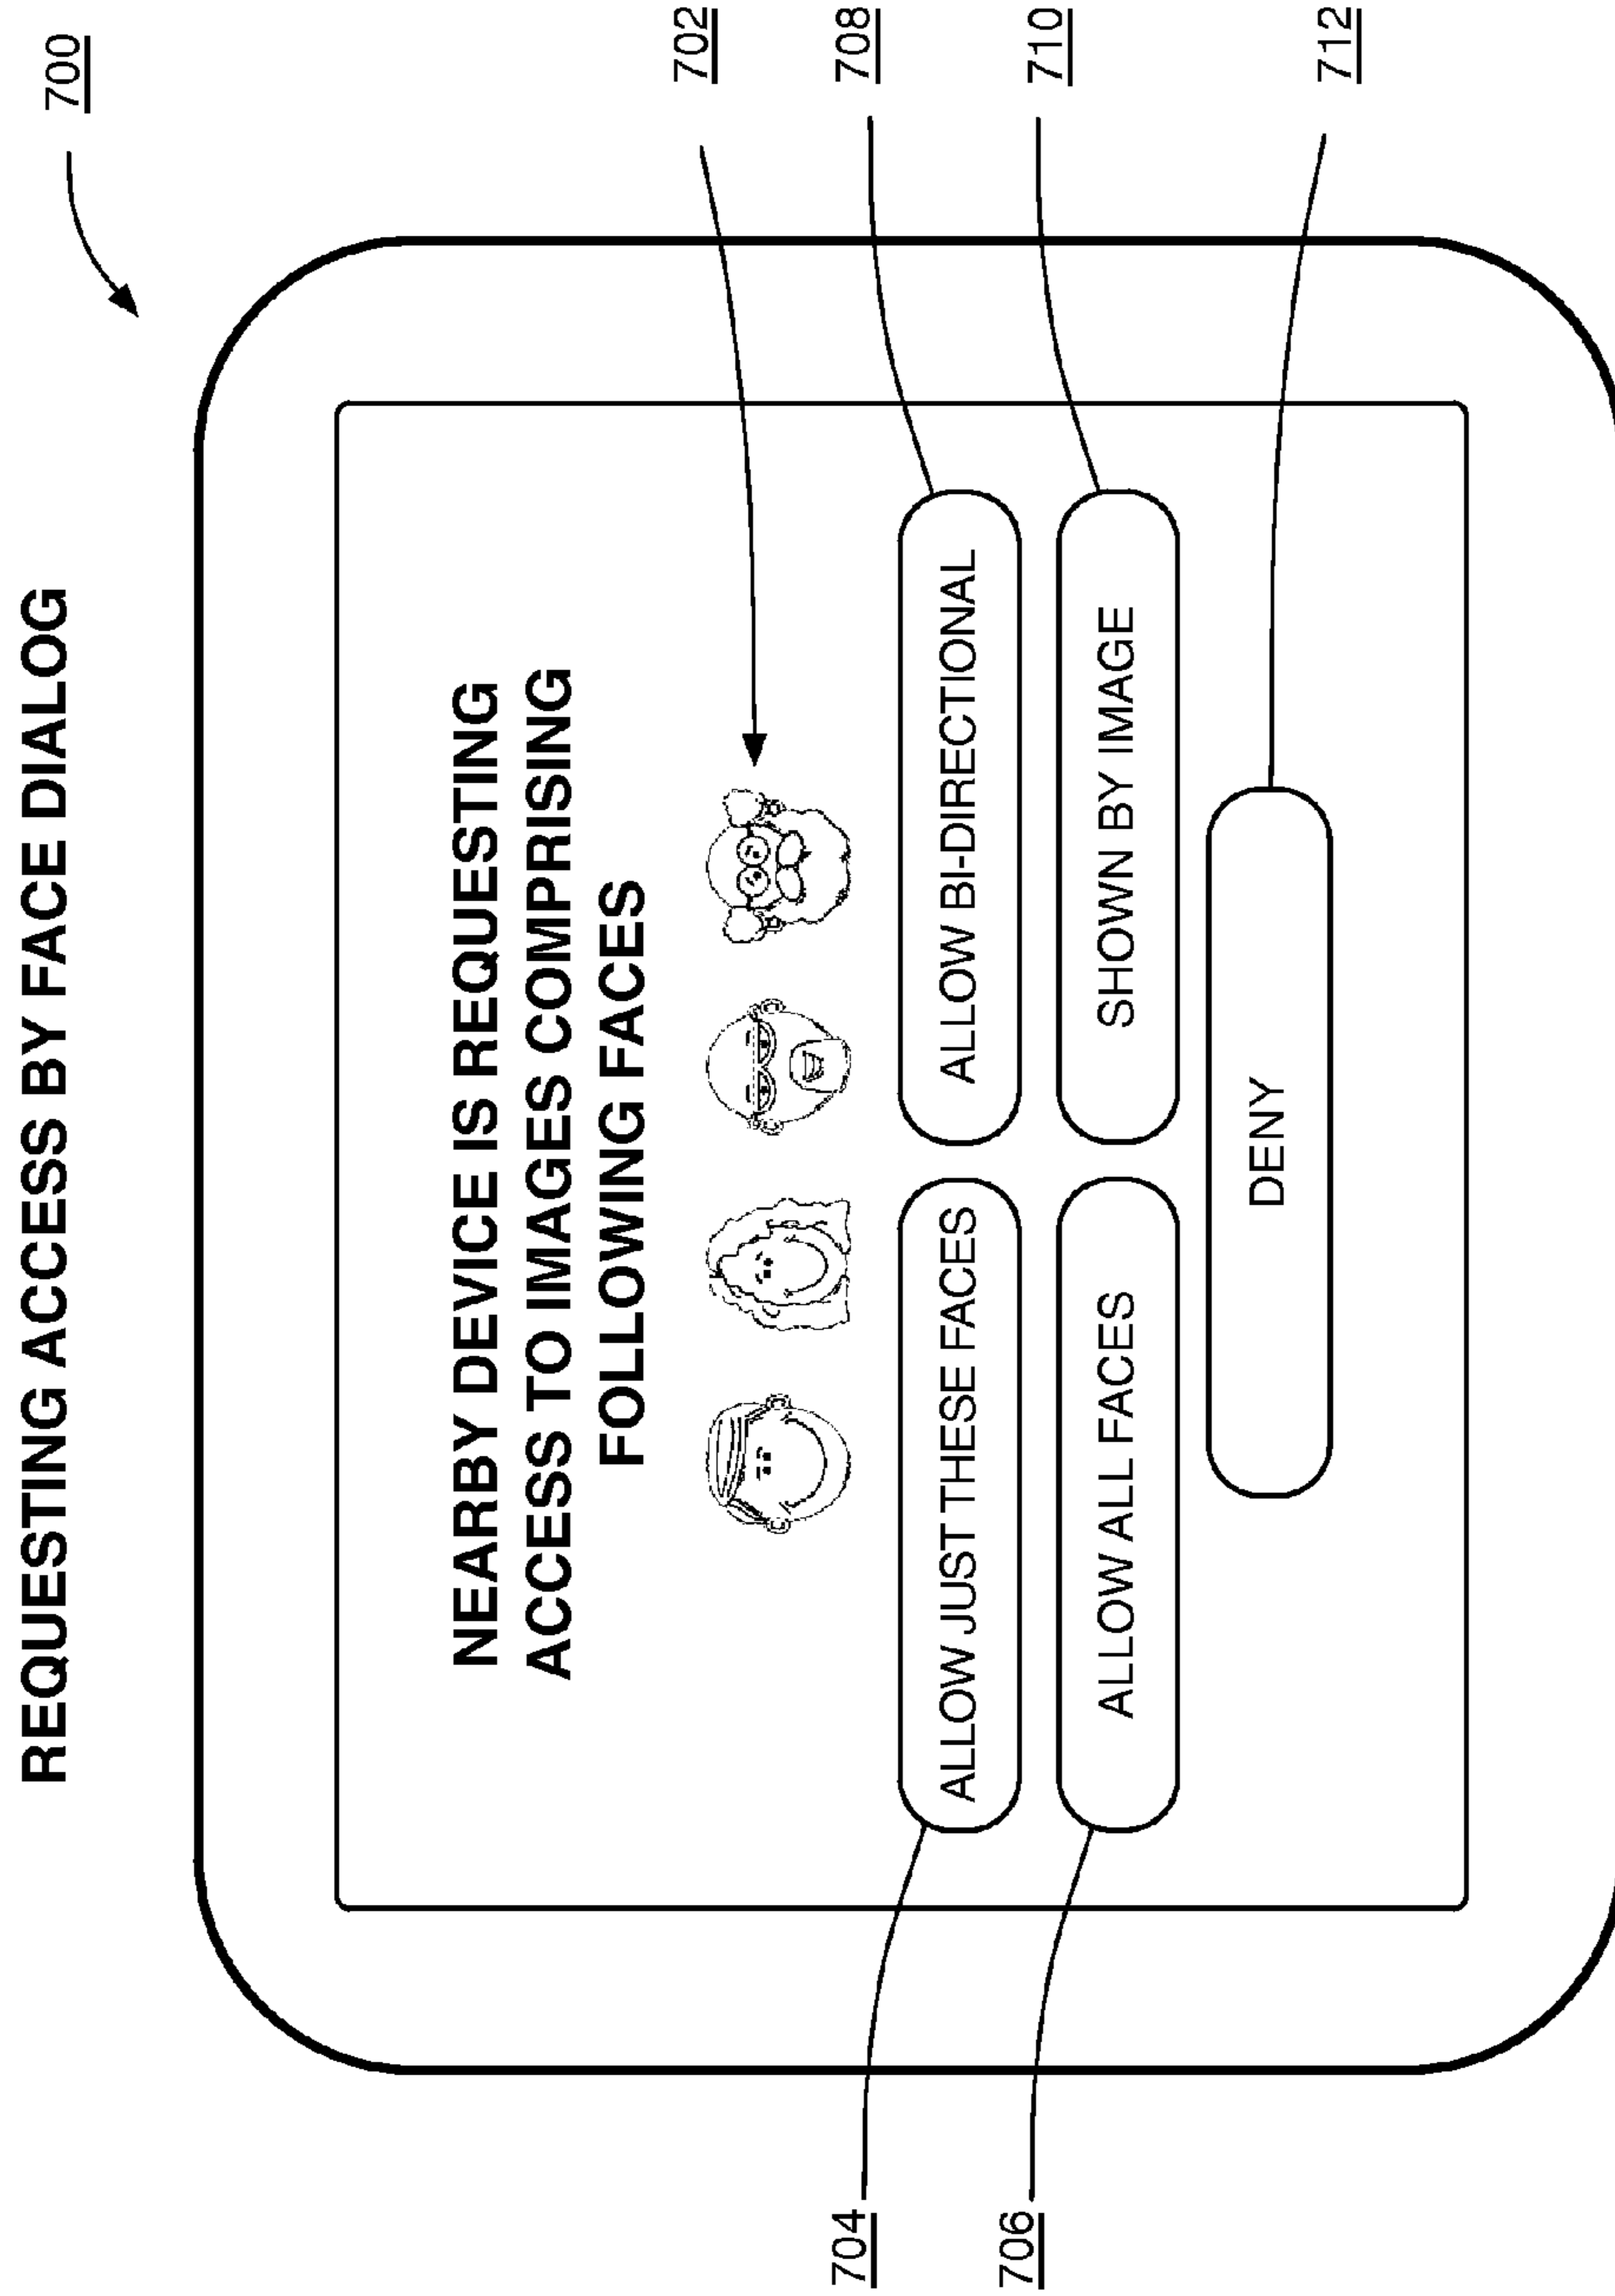 REQUESTING ACCESS BY FACE DIALOG
700
NEARBY DEVICE IS REQUESTING
ACCESS TO IMAGES COMPRISING
FOLLOWING FACES
702
704
ALLOW JUST THESE FACES
ALLOW BI-DIRECTIONAL
708
706
ALLOW ALL FACES
SHOWN BY IMAGE
710
DENY
712